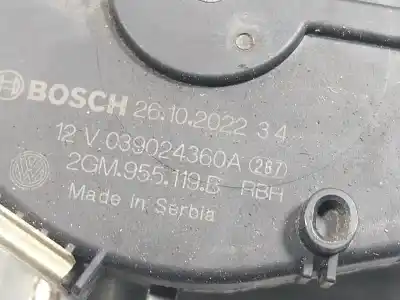 BOSCH 26.10.2022 3 4
12 V.039024360A (287)
2GM.955.119.B RBH
Made in Serbia